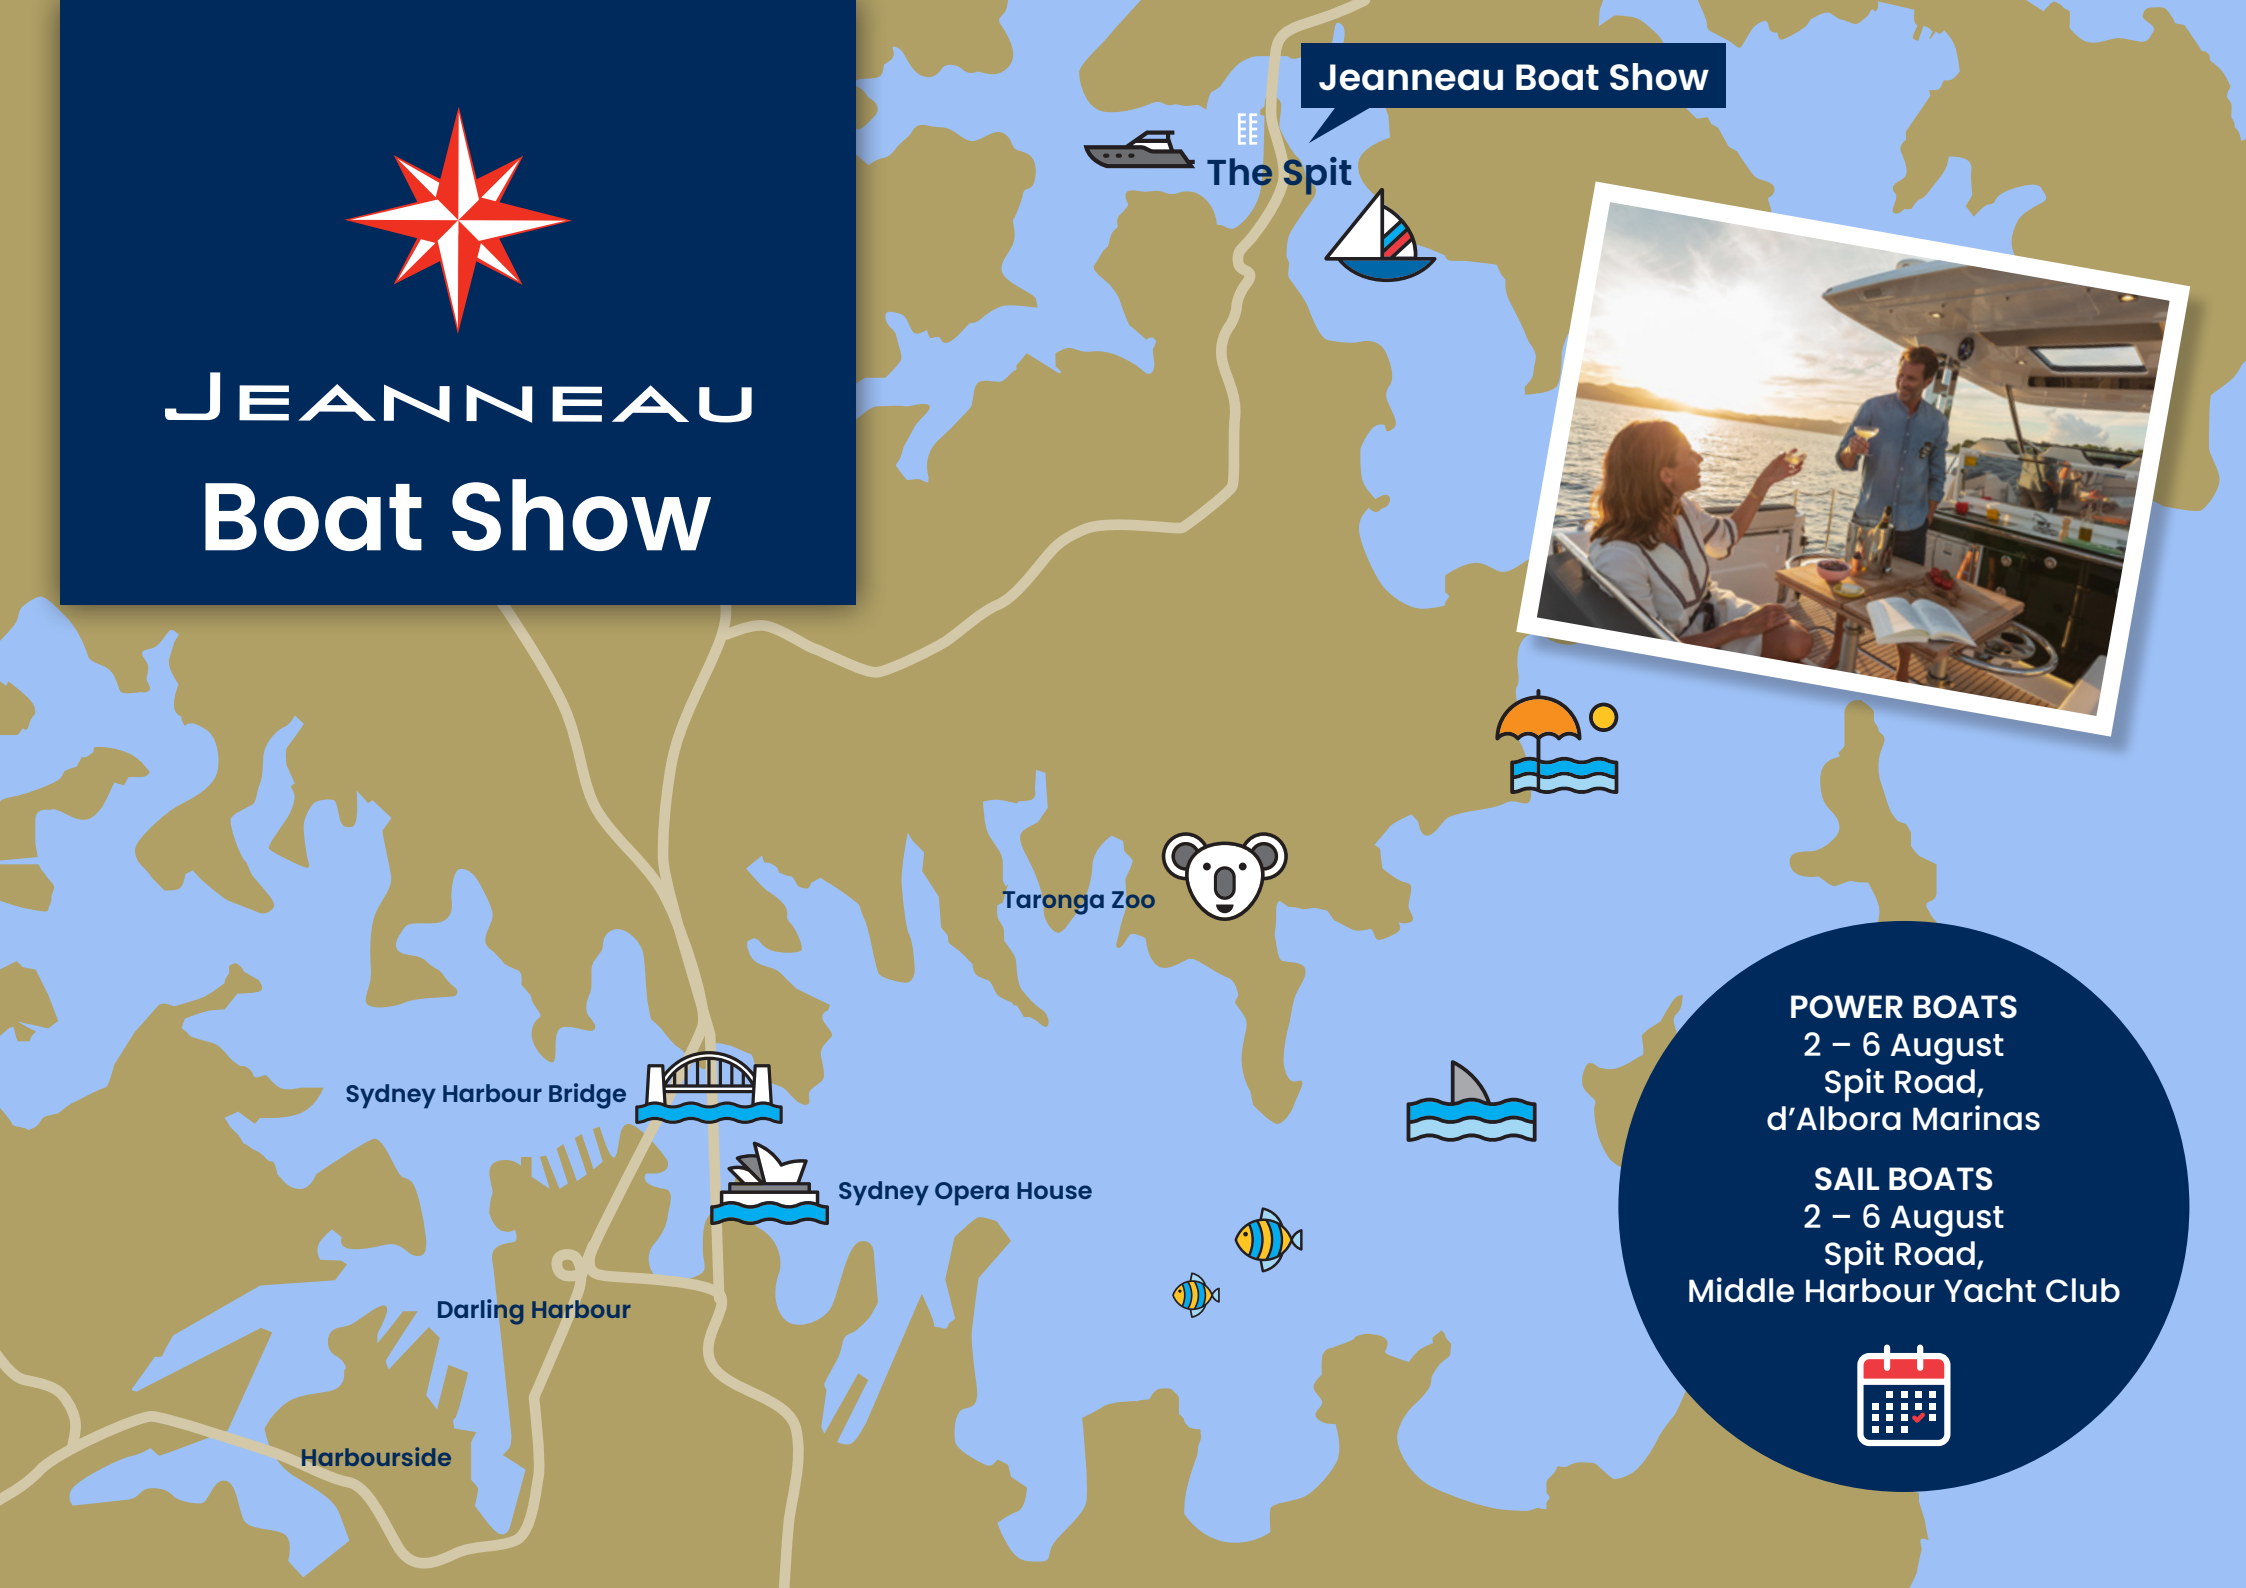 JEANNEAU
Boat Show
Jeanneau Boat Show
The Spit
Taronga Zoo
Sydney Harbour Bridge
Sydney Opera House
Darling Harbour
Harbourside
POWER BOATS
2 – 6 August
Spit Road,
d’Albora Marinas
SAIL BOATS
2 – 6 August
Spit Road,
Middle Harbour Yacht Club